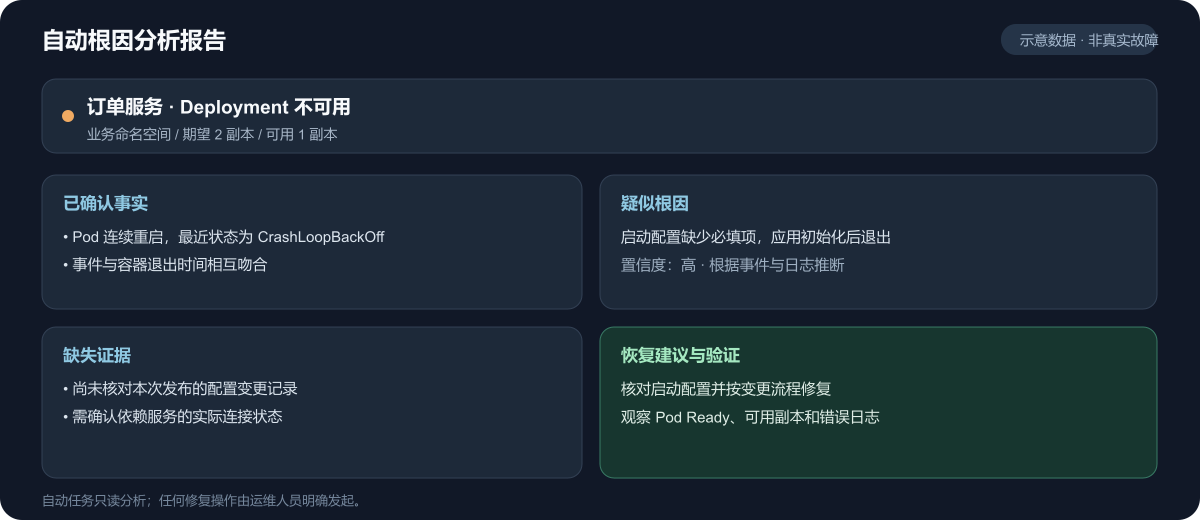 自动根因分析报告
示意数据 · 非真实故障
订单服务 · Deployment 不可用
业务命名空间 / 期望 2 副本 / 可用 1 副本
已确认事实
• Pod 连续重启，最近状态为 CrashLoopBackOff
• 事件与容器退出时间相互吻合
疑似根因
启动配置缺少必填项，应用初始化后退出
置信度：高 · 根据事件与日志推断
缺失证据
• 尚未核对本次发布的配置变更记录
• 需确认依赖服务的实际连接状态
恢复建议与验证
核对启动配置并按变更流程修复
观察 Pod Ready、可用副本和错误日志
自动任务只读分析；任何修复操作由运维人员明确发起。